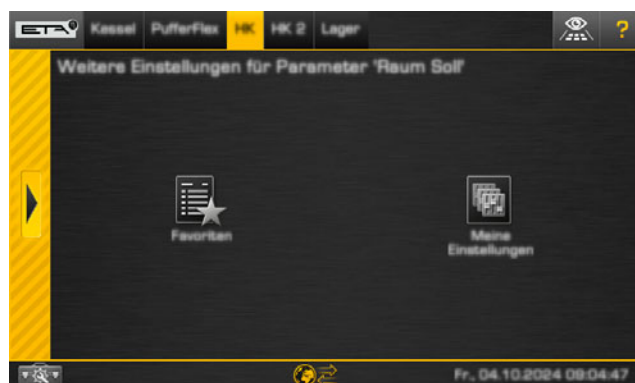 ETA
Kessel PufferFlex HK HK 2 Lager ?
Weitere Einstellungen für Parameter 'Raum Soll'
Favoriten
Meine
Einstellungen
Fr., 04.10.2024 09:04:47